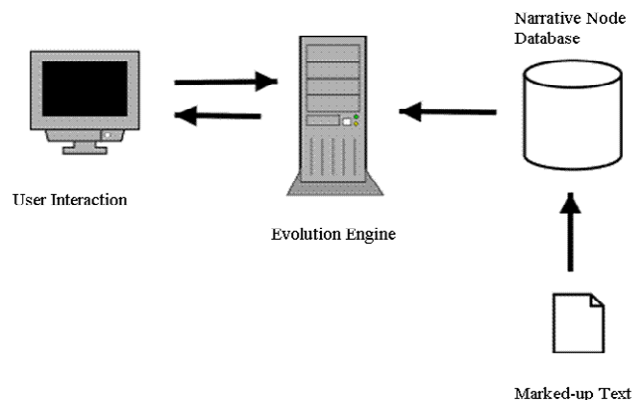 Narrative Node
Database
User Interaction
Evolution Engine
Marked-up Text